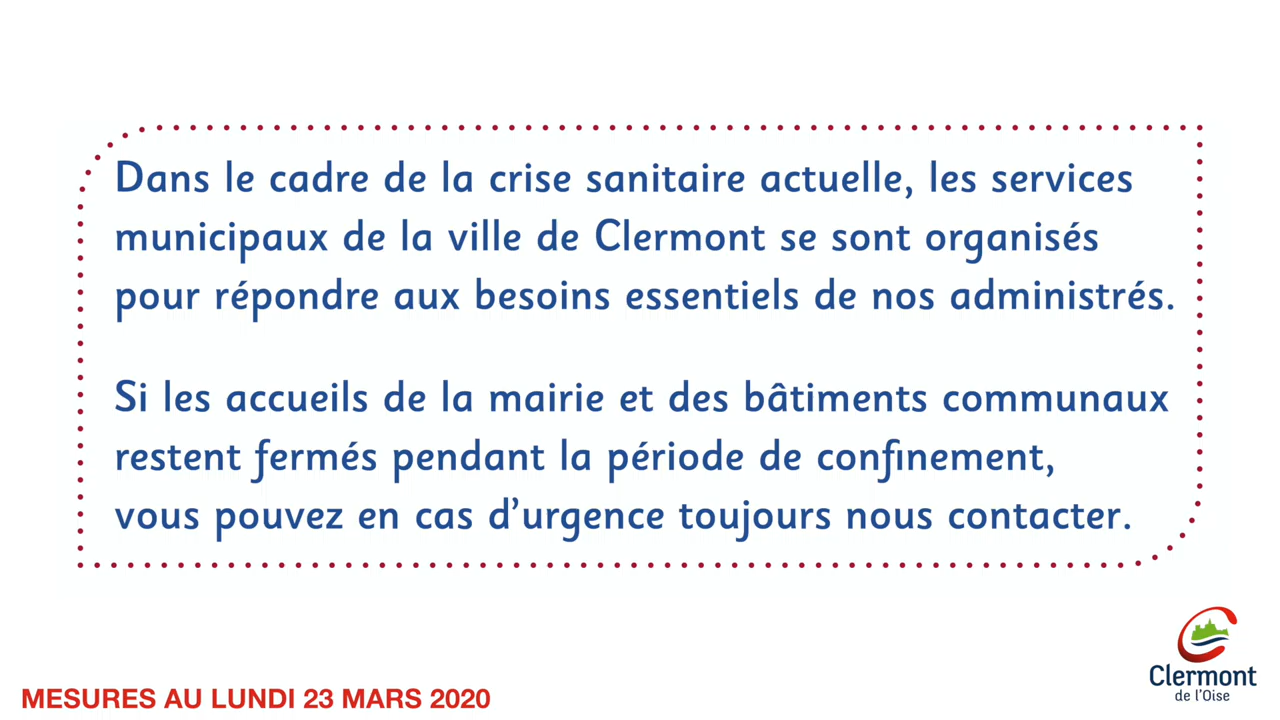 Dans le cadre de la crise sanitaire actuelle, les services
municipaux de la ville de Clermont se sont organisés
pour répondre aux besoins essentiels de nos administrés.
Si les accueils de la mairie et des bâtiments communaux
restent fermés pendant la période de confinement,
vous pouvez en cas d’urgence toujours nous contacter.
Clermont
de l’Oise
MESURES AU LUNDI 23 MARS 2020